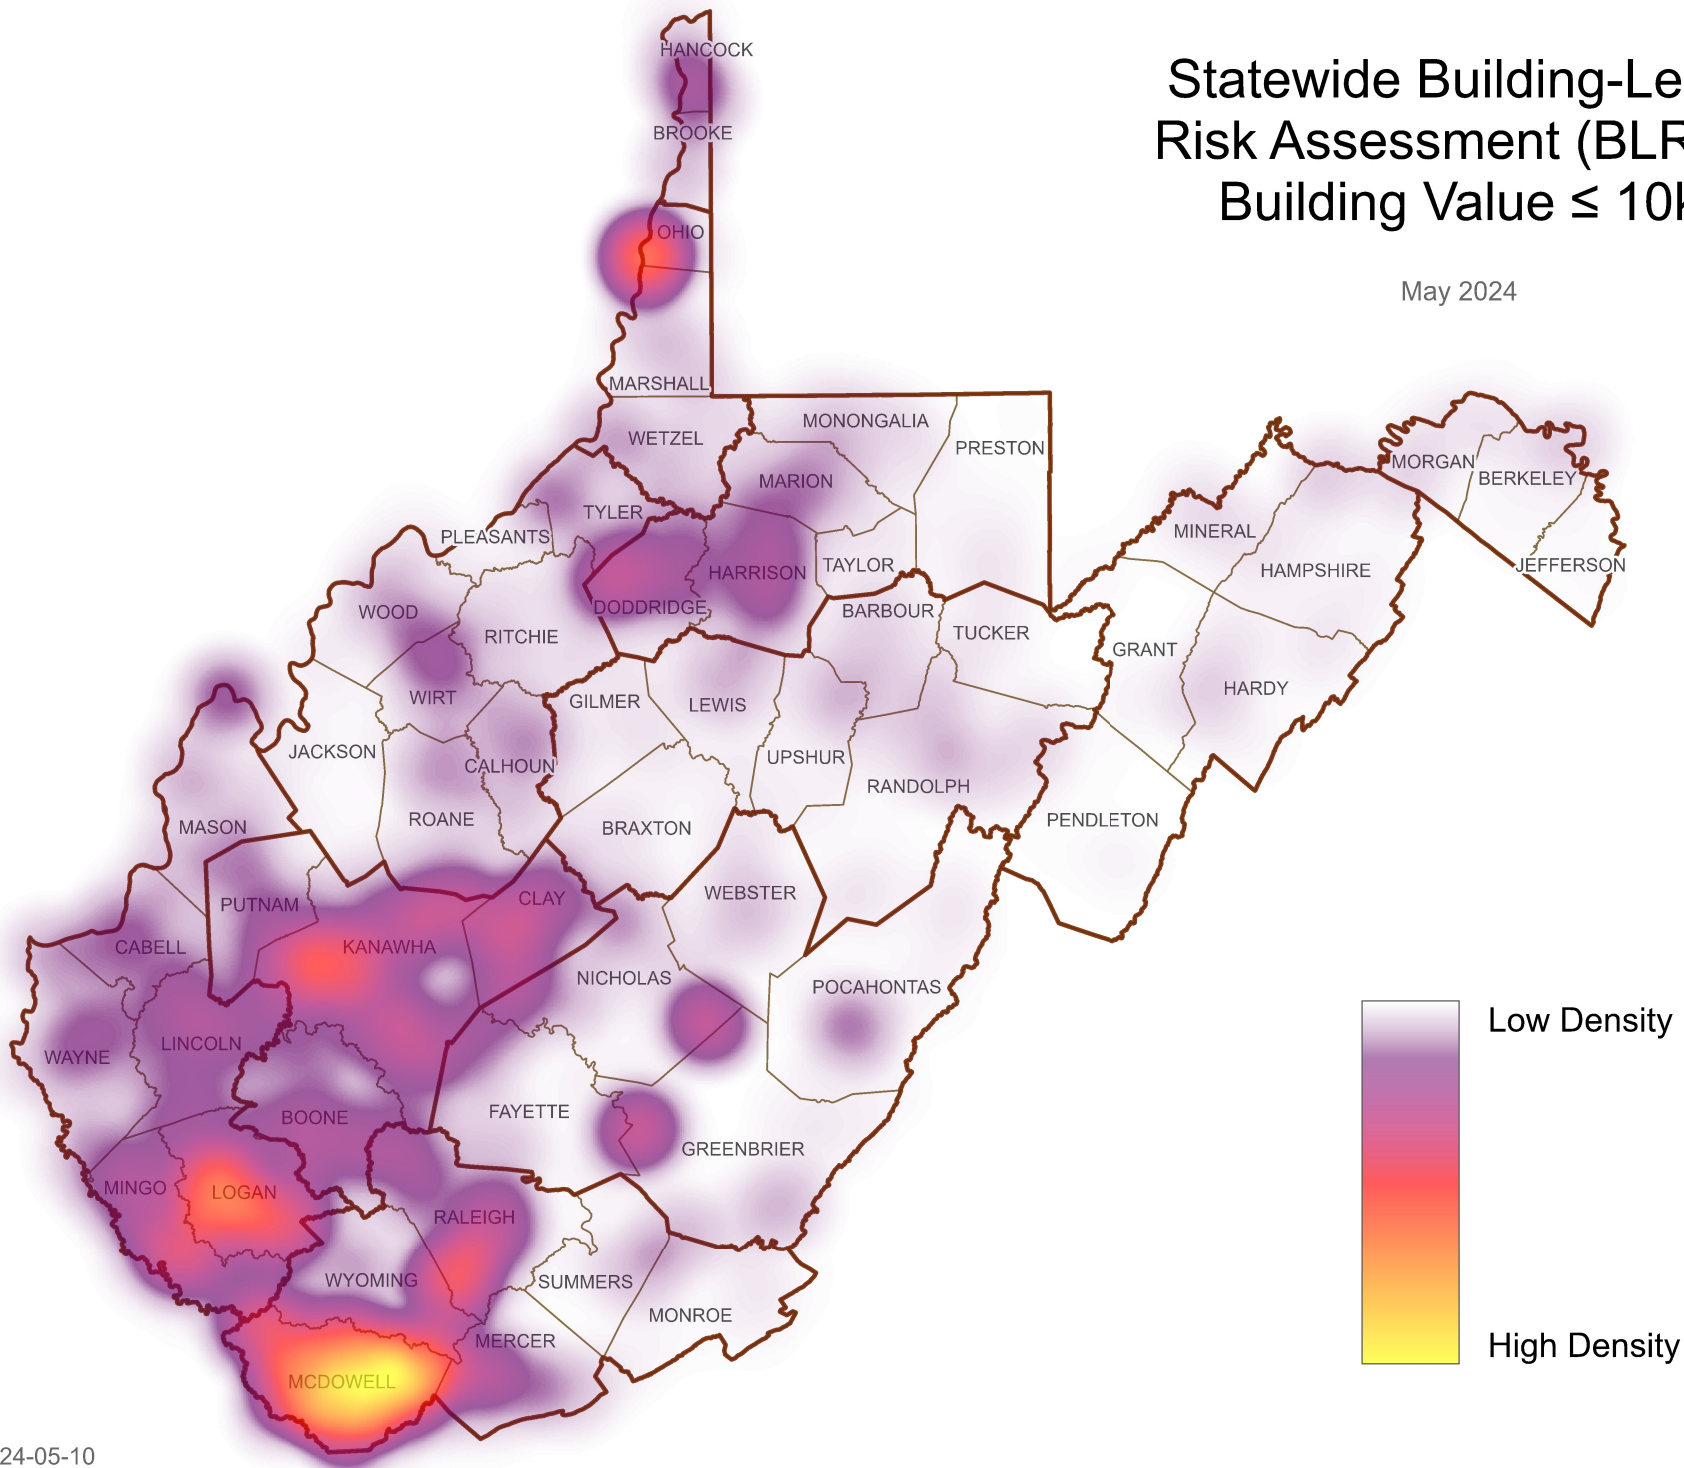 Statewide Building-Le
Risk Assessment (BLR
Building Value ≤ 10k
May 2024
HANCOCK
BROOKE
OHIO
MARSHALL
WETZEL
MONONGALIA
PRESTON
MARION
TYLER
PLEASANTS
HARRISON
TAYLOR
DODDRIDGE
BARBOUR
TUCKER
WOOD
RITCHIE
WIRT
GILMER
LEWIS
UPSHUR
RANDOLPH
JACKSON
CALHOUN
ROANE
BRAXTON
MASON
MORGAN
BERKELEY
MINERAL
HAMPSHIRE
JEFFERSON
GRANT
HARDY
PENDLETON
PUTNAM
CLAY
WEBSTER
CABELL
KANAWHA
NICHOLAS
POCAHONTAS
WAYNE
LINCOLN
BOONE
FAYETTE
GREENBRIER
MINGO
LOGAN
RALEIGH
WYOMING
SUMMERS
MONROE
MERCER
MCDOWELL
Low Density
High Density
24-05-10